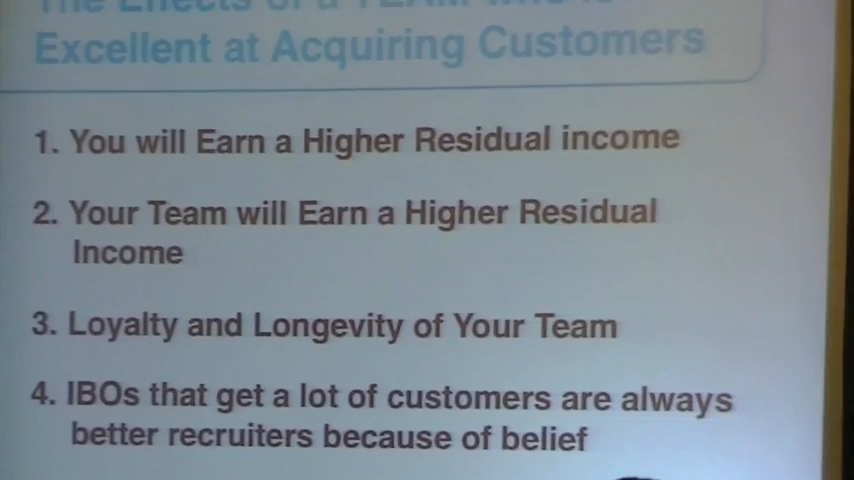 The Effects of a TEAM who is
Excellent at Acquiring Customers
1. You will Earn a Higher Residual income
2. Your Team will Earn a Higher Residual
Income
3. Loyalty and Longevity of Your Team
4. IBOs that get a lot of customers are always
better recruiters because of belief